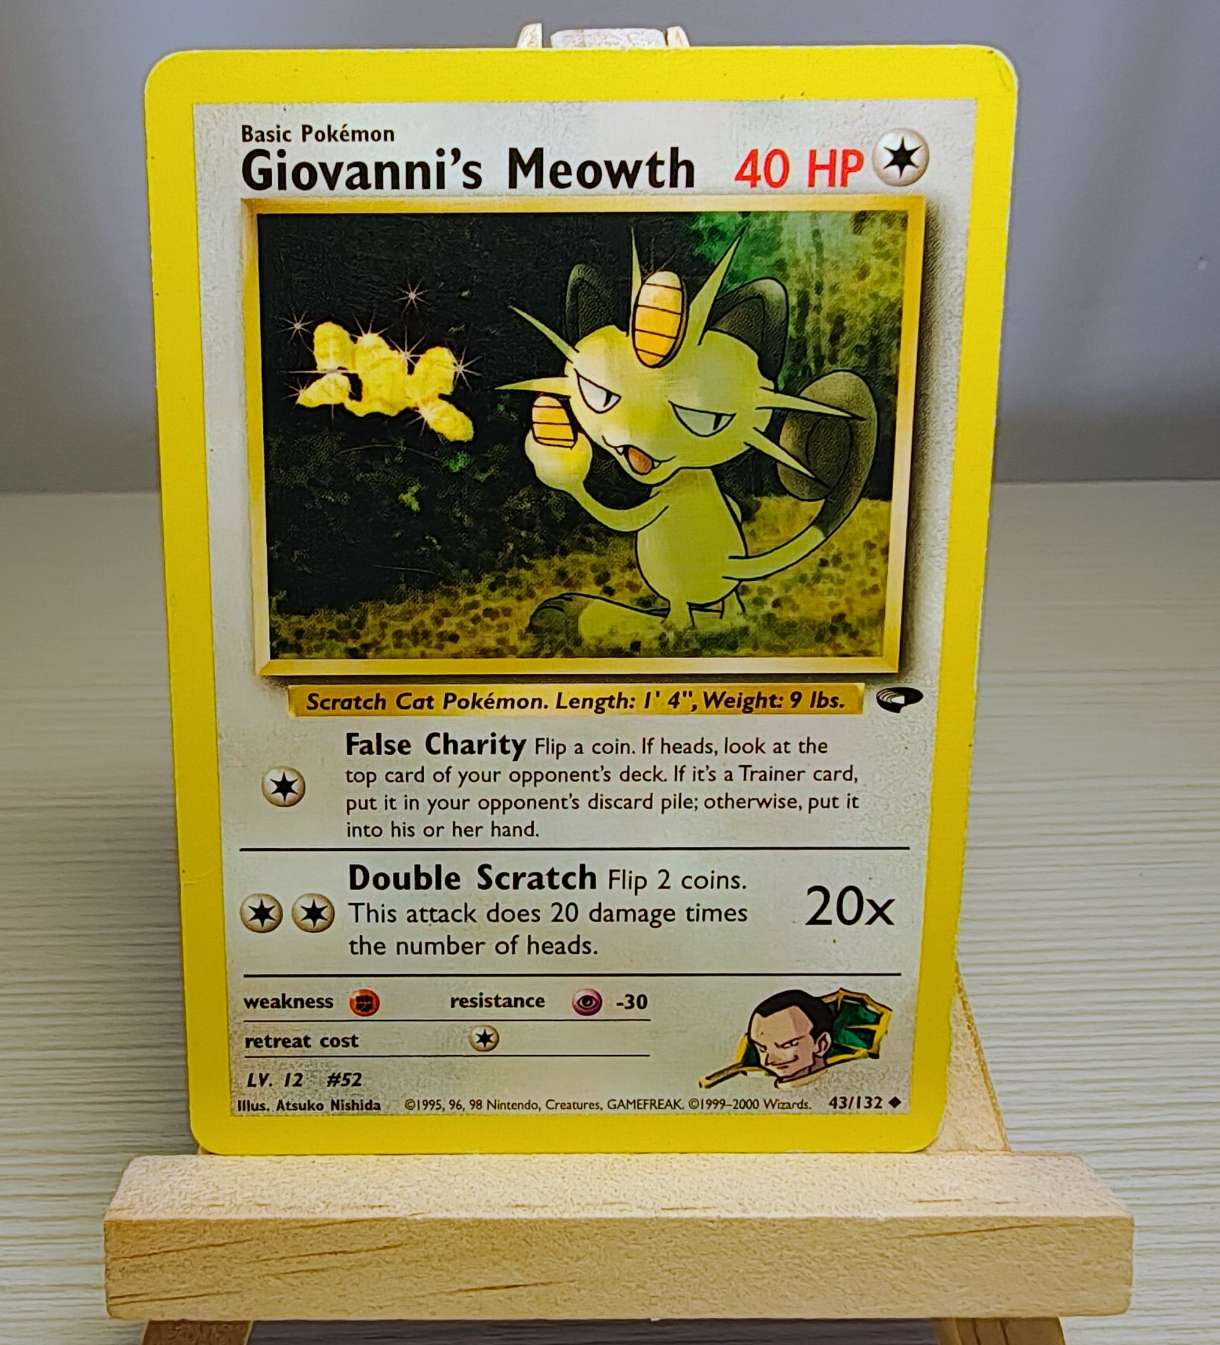 Basic Pokémon
Giovanni's Meowth 40 HP
Scratch Cat Pokémon. Length: 1' 4", Weight: 9 lbs.
False Charity Flip a coin. If heads, look at the
top card of your opponent's deck. If it's a Trainer card,
put it in your opponent's discard pile; otherwise, put it
into his or her hand.
Double Scratch Flip 2 coins.
This attack does 20 damage times
the number of heads.
20x
weakness resistance -30
retreat cost
LV. 12 #52
Illus. Atsuko Nishida ©1995, 96, 98 Nintendo, Creatures, GAMEFREAK. ©1999-2000 Wizards. 43/132